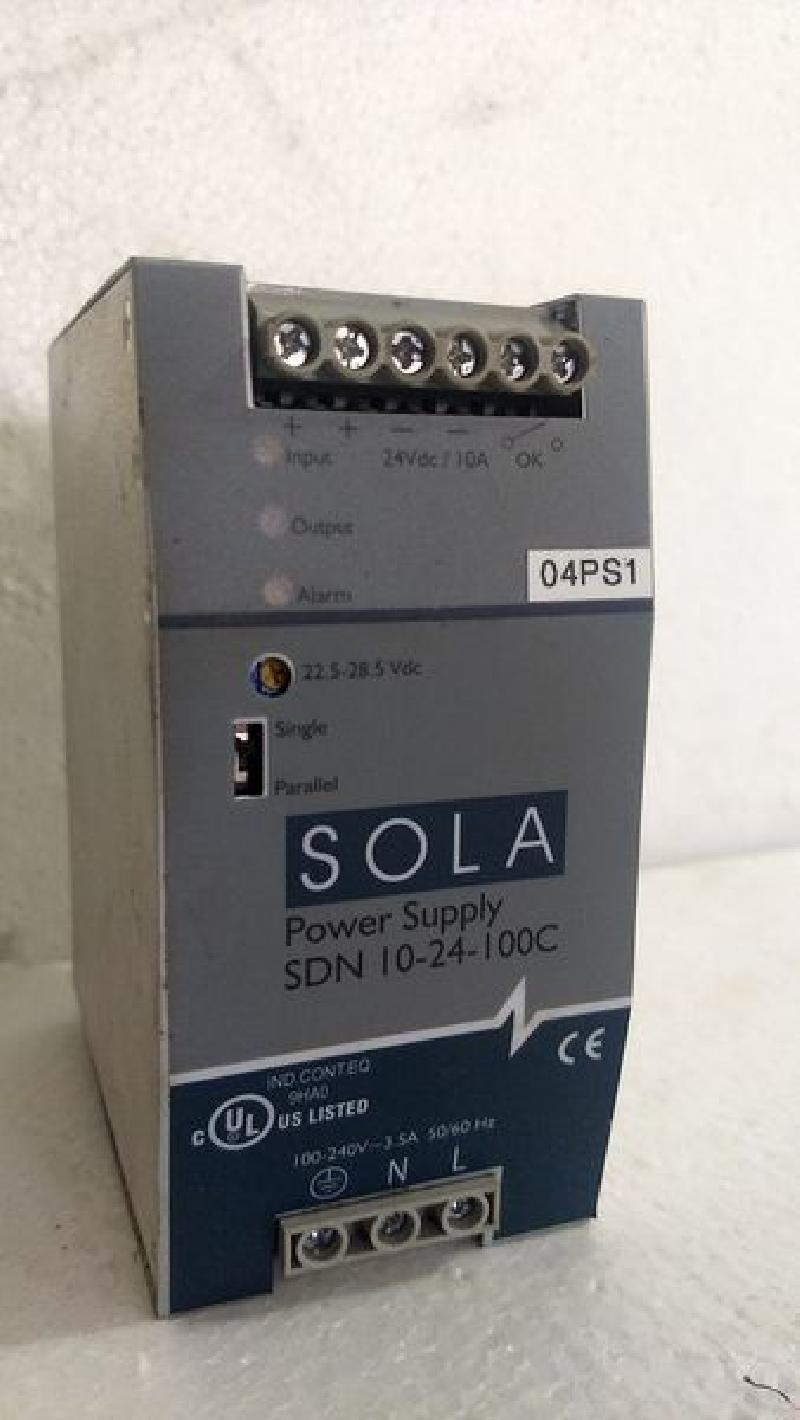 + + − −
Input 24Vdc / 10A OK
Output
04PS1
Alarm
22.5-28.5 Vdc
Single
Parallel
SOLA
Power Supply
SDN 10-24-100C
CE
IND.CONT.EQ
9HA0
C UL US LISTED
100-240V~3.5A 50/60 Hz
N L